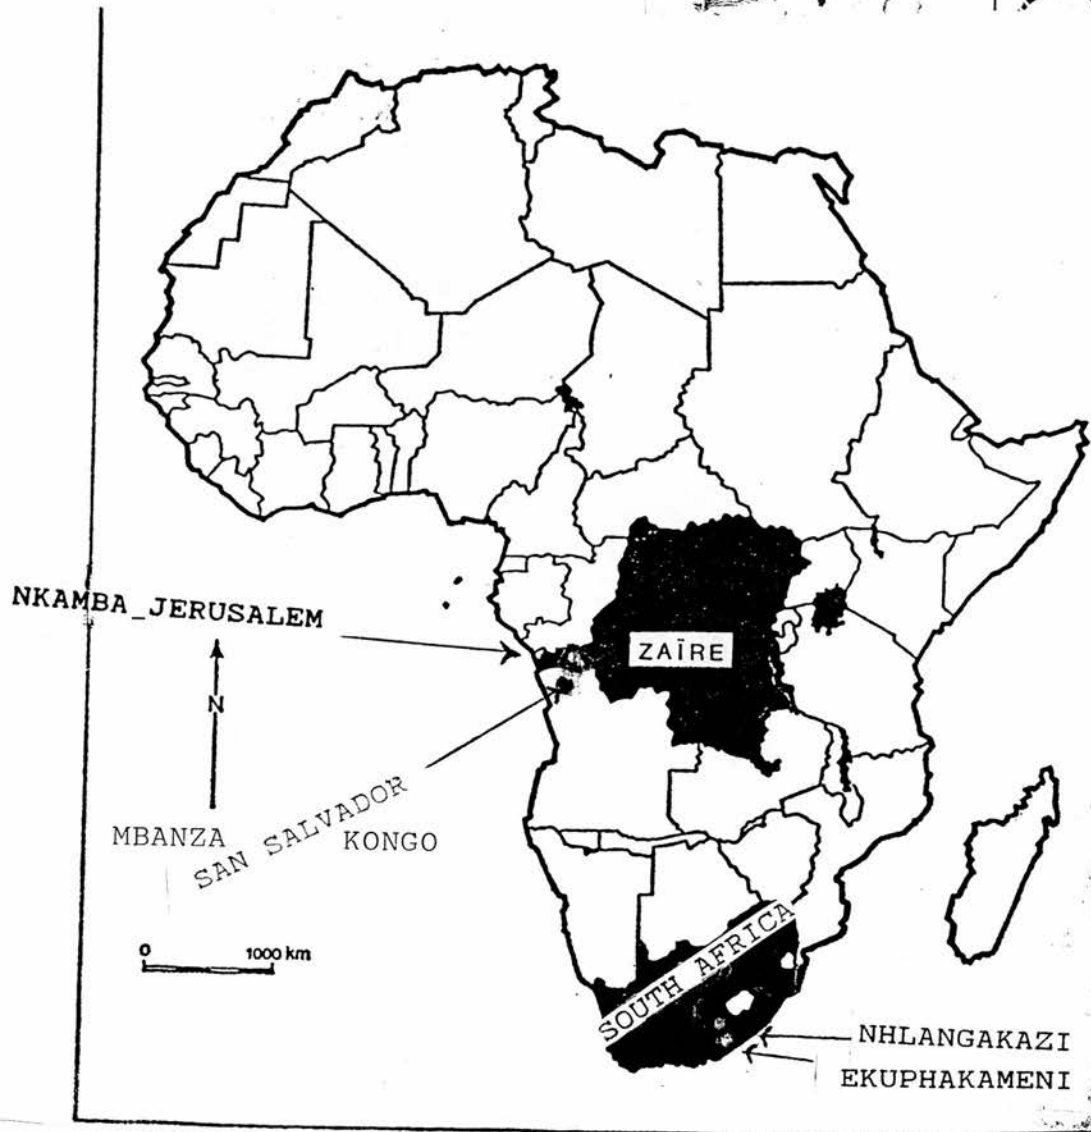 NKAMBA_JERUSALEM
ZAÏRE
N
MBANZA KONGO
SAN SALVADOR
0 1000 km
SOUTH AFRICA
NHLANGAKAZI
EKUPHAKAMENI